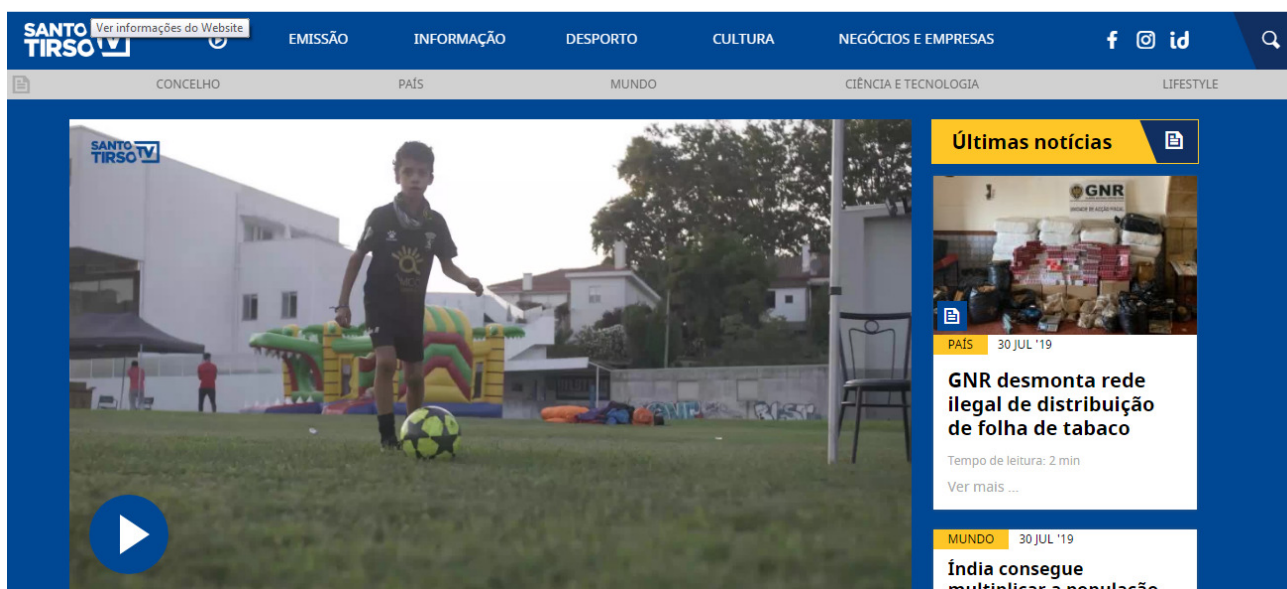 SANTO
TIRSO TV
Ver informações do Website
EMISSÃO
INFORMAÇÃO
DESPORTO
CULTURA
NEGÓCIOS E EMPRESAS
f
id
CONCELHO
PAÍS
MUNDO
CIÊNCIA E TECNOLOGIA
LIFESTYLE
SANTO
TIRSO TV
Últimas notícias
GNR
PAÍS 30 JUL '19
GNR desmonta rede
ilegal de distribuição
de folha de tabaco
Tempo de leitura: 2 min
Ver mais ...
MUNDO 30 JUL '19
Índia consegue
multiplicar a população